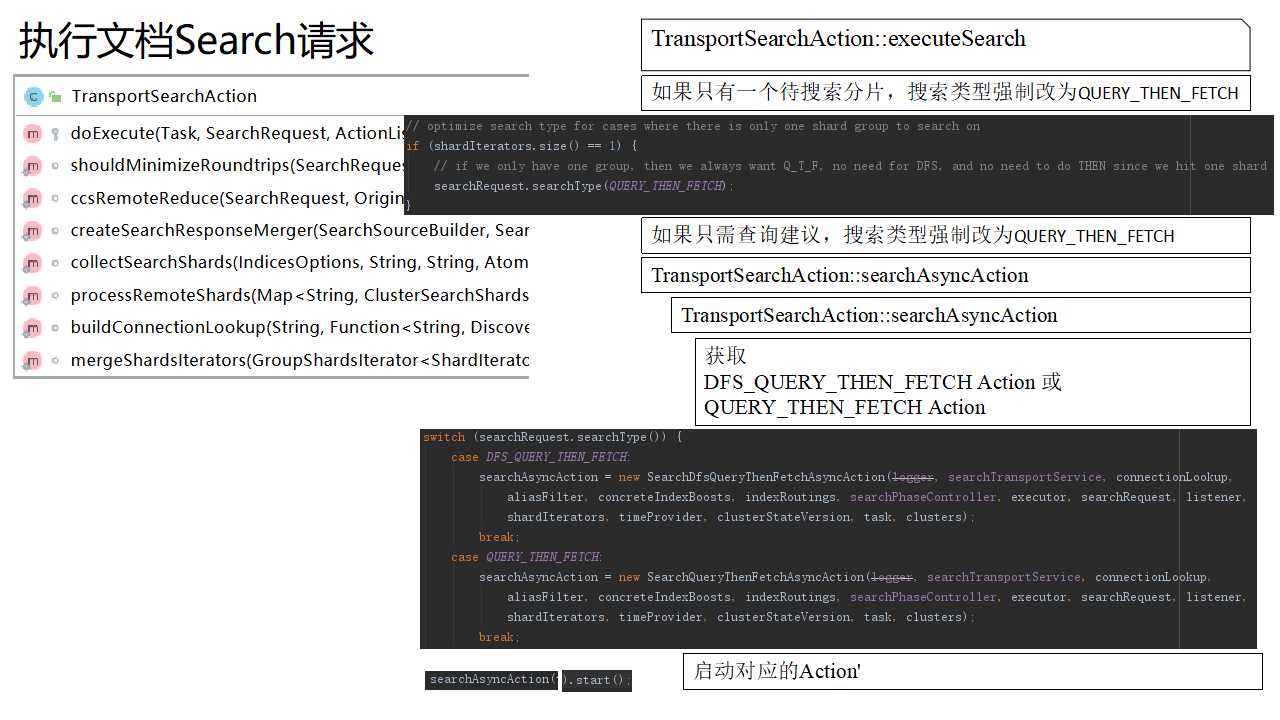 执行文档Search请求
TransportSearchAction
doExecute(Task, SearchRequest, ActionLis
shouldMinimizeRoundtrips(SearchReques
ccsRemoteReduce(SearchRequest, Origin
createSearchResponseMerger(SearchSourceBuilder, Sear
collectSearchShards(IndicesOptions, String, String, Atom
processRemoteShards(Map<String, ClusterSearchShards
buildConnectionLookup(String, Function<String, Discove
mergeShardsIterators(GroupShardsIterator<ShardIterato
TransportSearchAction::executeSearch
如果只有一个待搜索分片，搜索类型强制改为QUERY_THEN_FETCH
// optimize search type for cases where there is only one shard group to search on
if (shardIterators.size() == 1) {
// if we only have one group, then we always want Q_T_F, no need for DFS, and no need to do THEN since we hit one shard
searchRequest.searchType(QUERY_THEN_FETCH);
}
如果只需查询建议，搜索类型强制改为QUERY_THEN_FETCH
TransportSearchAction::searchAsyncAction
TransportSearchAction::searchAsyncAction
获取
DFS_QUERY_THEN_FETCH Action 或
QUERY_THEN_FETCH Action
switch (searchRequest.searchType()) {
case DFS_QUERY_THEN_FETCH:
searchAsyncAction = new SearchDfsQueryThenFetchAsyncAction(logger, searchTransportService, connectionLookup,
aliasFilter, concreteIndexBoosts, indexRoutings, searchPhaseController, executor, searchRequest, listener,
shardIterators, timeProvider, clusterStateVersion, task, clusters);
break;
case QUERY_THEN_FETCH:
searchAsyncAction = new SearchQueryThenFetchAsyncAction(logger, searchTransportService, connectionLookup,
aliasFilter, concreteIndexBoosts, indexRoutings, searchPhaseController, executor, searchRequest, listener,
shardIterators, timeProvider, clusterStateVersion, task, clusters);
break;
searchAsyncAction( ).start();
启动对应的Action'